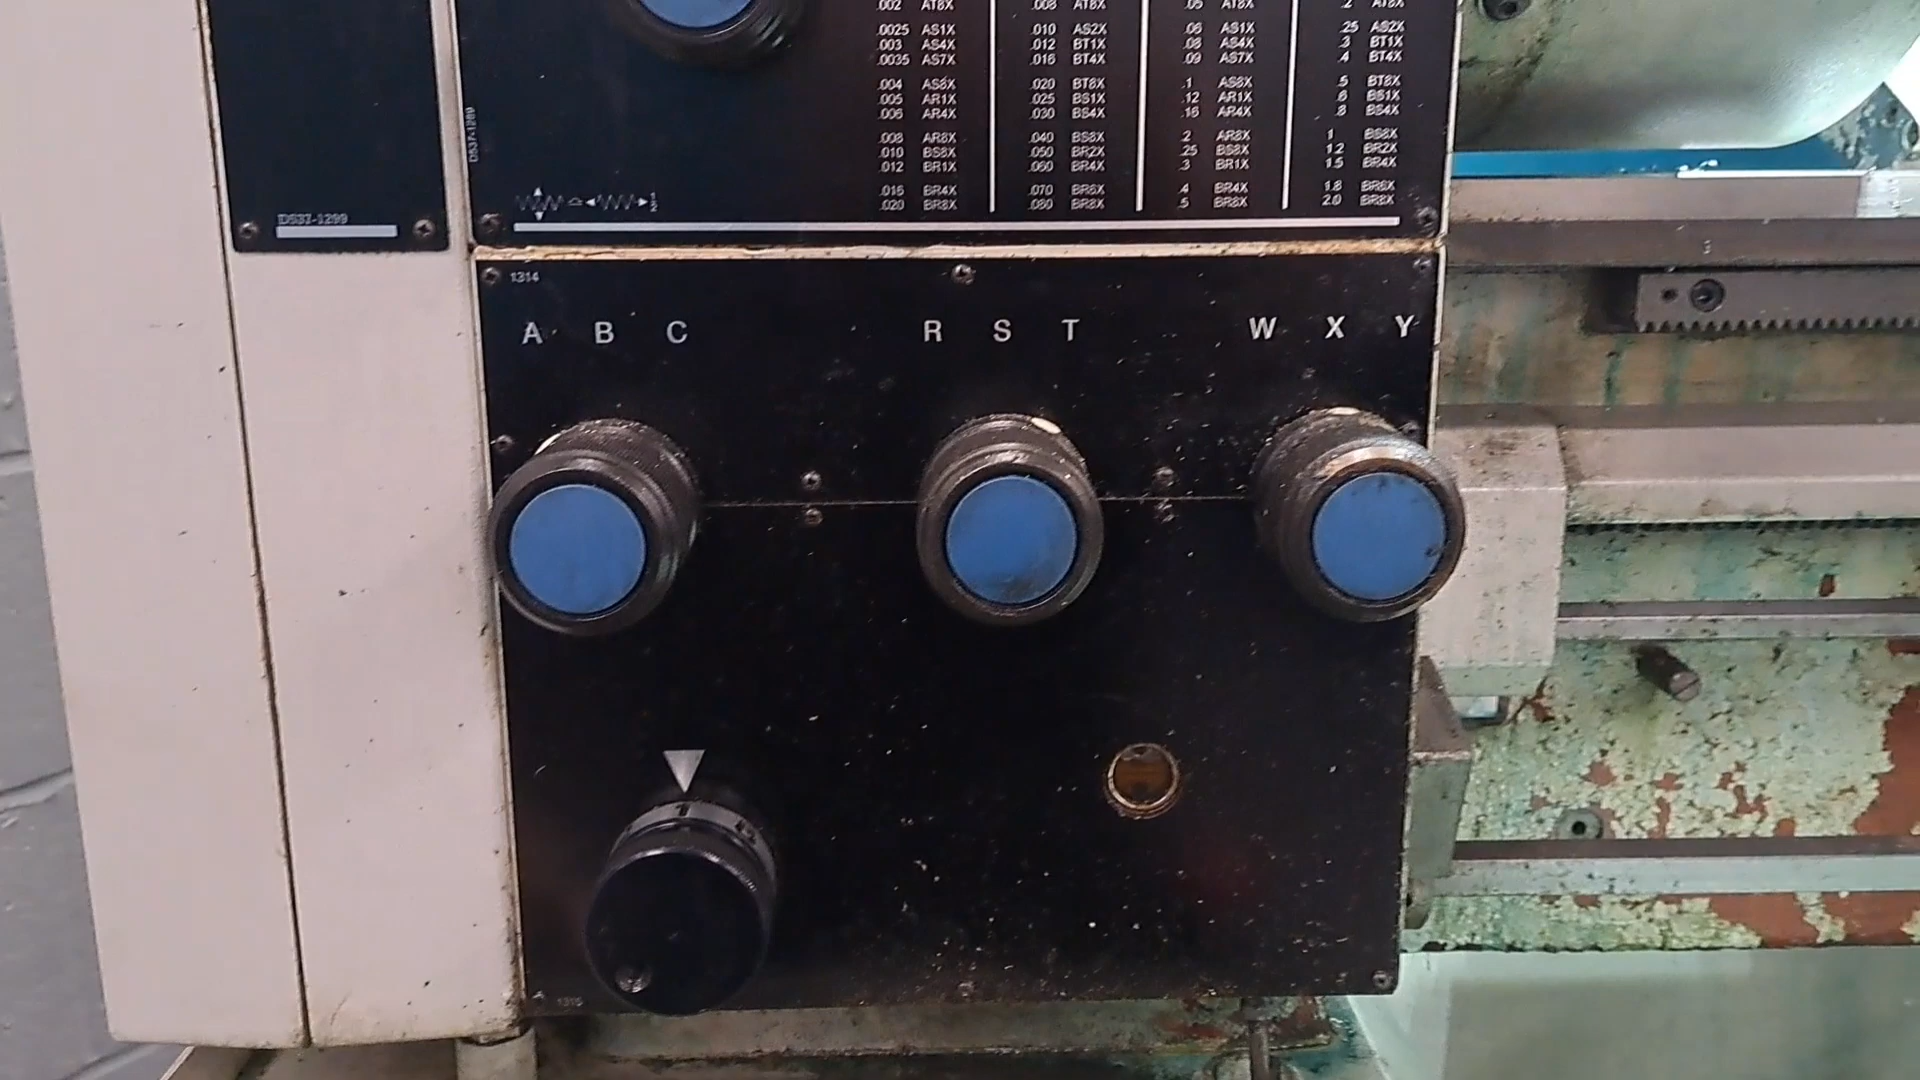 .002 AT8X .008 AT8X .05 AT8X .2 AT8X
.0025 AS1X .010 AS2X .06 AS1X .25 AS2X
.003 AS4X .012 BT1X .08 AS4X .3 BT1X
.0035 AS7X .016 BT4X .09 AS7X .4 BT4X
.004 AS8X .020 BT8X .1 AS8X .5 BT8X
.005 AR1X .025 BS1X .12 AR1X .6 BS1X
.006 AR4X .030 BS4X .16 AR4X .8 BS4X
.008 AR8X .040 BS8X .2 AR8X 1 BS8X
.010 BS8X .050 BR2X .25 BS8X 1.2 BR2X
.012 BR1X .060 BR4X .3 BR1X 1.5 BR4X
.016 BR4X .070 BR6X .4 BR4X 1.8 BR6X
.020 BR8X .080 BR8X .5 BR8X 2.0 BR8X
D537-1289
D537-1299
1314
A B C R S T W X Y
1
1315